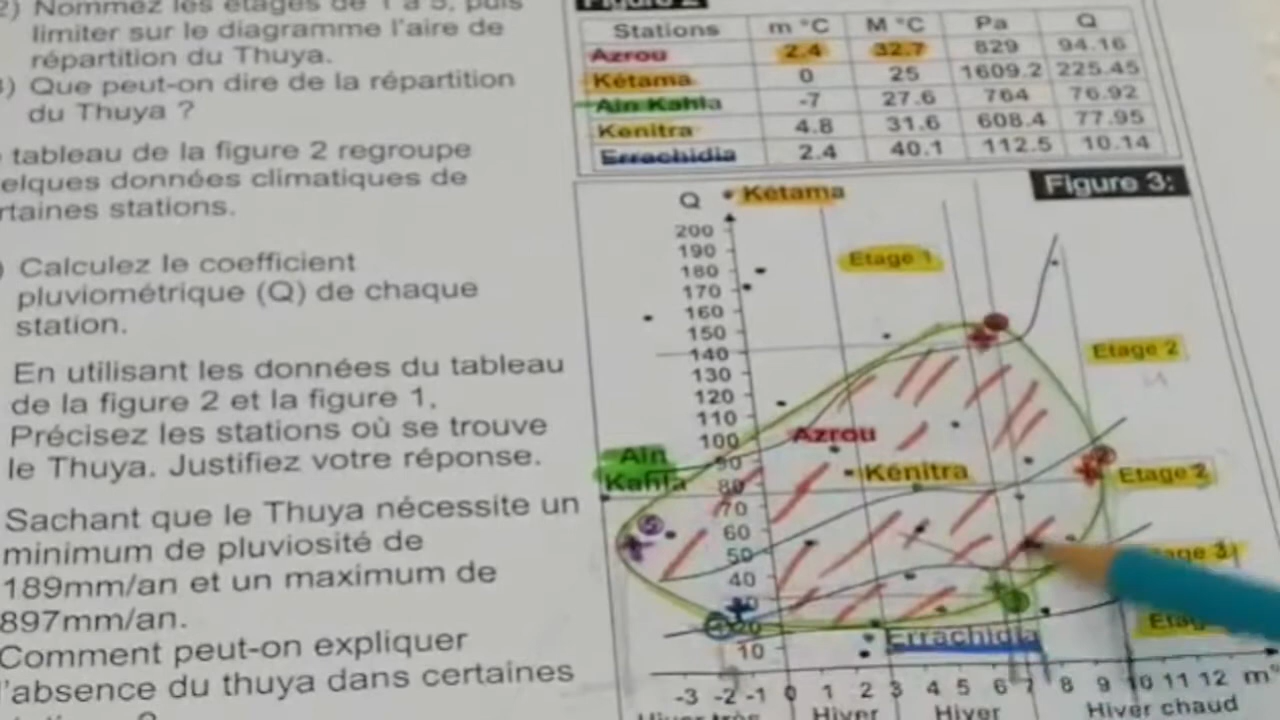 2) Nommez les étages de 1 à 5, puis
limiter sur le diagramme l'aire de
répartition du Thuya.
3) Que peut-on dire de la répartition
du Thuya ?
tableau de la figure 2 regroupe
elques données climatiques de
rtaines stations.
) Calculez le coefficient
pluviométrique (Q) de chaque
station.
En utilisant les données du tableau
de la figure 2 et la figure 1,
Précisez les stations où se trouve
le Thuya. Justifiez votre réponse.
Sachant que le Thuya nécessite un
minimum de pluviosité de
189mm/an et un maximum de
897mm/an.
Comment peut-on expliquer
l'absence du thuya dans certaines
Figure 2
Stations m °C M °C Pa Q
Azrou 2.4 32.7 829 94.16
Kétama 0 25 1609.2 225.45
Ain Kahla -7 27.6 764 76.92
Kenitra 4.8 31.6 608.4 77.95
Errachidia 2.4 40.1 112.5 10.14
Figure 3:
Q Kétama
200
190
180
170
160
150
140
130
120
110
100
90
80
70
60
50
40
30
20
10
Etage 1
Etage 2
Azrou
Ain
Kahla
Kénitra
Etage 2
age 3
Eta
Errachidia
-3 -2 -1 0 1 2 3 4 5 6 7 8 9 10 11 12 m°
Hiver très Hiver Hiver Hiver chaud